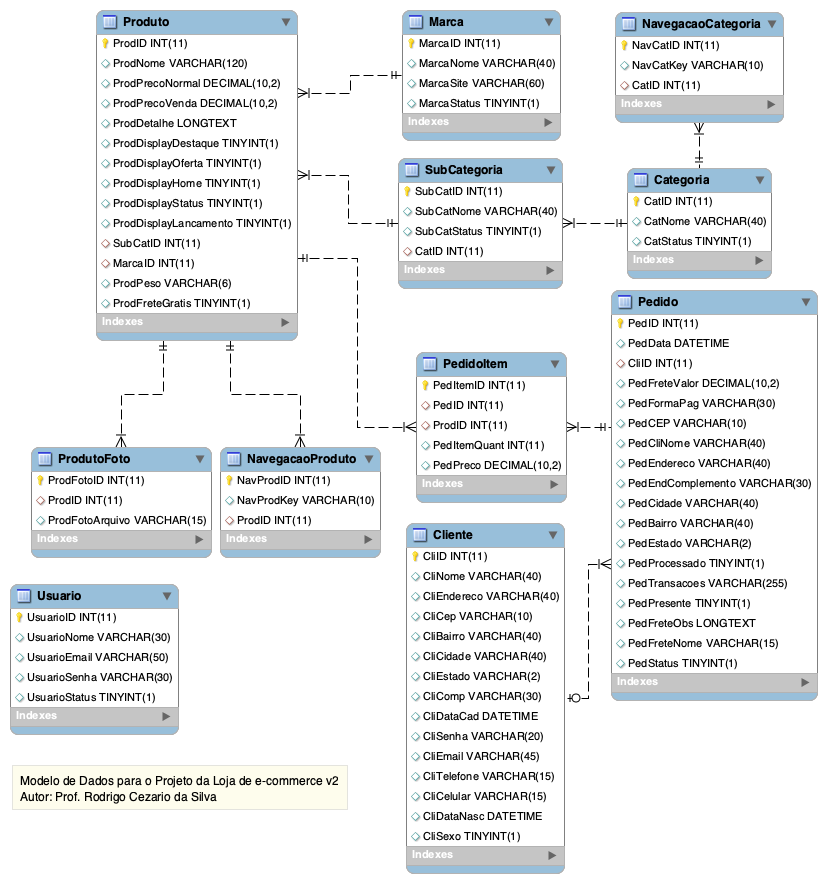 Produto
ProdID INT(11)
ProdNome VARCHAR(120)
ProdPrecoNormal DECIMAL(10,2)
ProdPrecoVenda DECIMAL(10,2)
ProdDetalhe LONGTEXT
ProdDisplayDestaque TINYINT(1)
ProdDisplayOferta TINYINT(1)
ProdDisplayHome TINYINT(1)
ProdDisplayStatus TINYINT(1)
ProdDisplayLancamento TINYINT(1)
SubCatID INT(11)
MarcaID INT(11)
ProdPeso VARCHAR(6)
ProdFreteGratis TINYINT(1)
Indexes
Marca
MarcaID INT(11)
MarcaNome VARCHAR(40)
MarcaSite VARCHAR(60)
MarcaStatus TINYINT(1)
Indexes
NavegacaoCategoria
NavCatID INT(11)
NavCatKey VARCHAR(10)
CatID INT(11)
Indexes
SubCategoria
SubCatID INT(11)
SubCatNome VARCHAR(40)
SubCatStatus TINYINT(1)
CatID INT(11)
Indexes
Categoria
CatID INT(11)
CatNome VARCHAR(40)
CatStatus TINYINT(1)
Indexes
Pedido
PedID INT(11)
PedData DATETIME
CliID INT(11)
PedFreteValor DECIMAL(10,2)
PedFormaPag VARCHAR(30)
PedCEP VARCHAR(10)
PedCliNome VARCHAR(40)
PedEndereco VARCHAR(40)
PedEndComplemento VARCHAR(30)
PedCidade VARCHAR(40)
PedBairro VARCHAR(40)
PedEstado VARCHAR(2)
PedProcessado TINYINT(1)
PedTransacoes VARCHAR(255)
PedPresente TINYINT(1)
PedFreteObs LONGTEXT
PedFreteNome VARCHAR(15)
PedStatus TINYINT(1)
Indexes
PedidoItem
PedItemID INT(11)
PedID INT(11)
ProdID INT(11)
PedItemQuant INT(11)
PedPreco DECIMAL(10,2)
Indexes
ProdutoFoto
ProdFotoID INT(11)
ProdID INT(11)
ProdFotoArquivo VARCHAR(15)
Indexes
NavegacaoProduto
NavProdID INT(11)
NavProdKey VARCHAR(10)
ProdID INT(11)
Indexes
Cliente
CliID INT(11)
CliNome VARCHAR(40)
CliEndereco VARCHAR(40)
CliCep VARCHAR(10)
CliBairro VARCHAR(40)
CliCidade VARCHAR(40)
CliEstado VARCHAR(2)
CliComp VARCHAR(30)
CliDataCad DATETIME
CliSenha VARCHAR(20)
CliEmail VARCHAR(45)
CliTelefone VARCHAR(15)
CliCelular VARCHAR(15)
CliDataNasc DATETIME
CliSexo TINYINT(1)
Indexes
Usuario
UsuarioID INT(11)
UsuarioNome VARCHAR(30)
UsuarioEmail VARCHAR(50)
UsuarioSenha VARCHAR(30)
UsuarioStatus TINYINT(1)
Indexes
Modelo de Dados para o Projeto da Loja de e-commerce v2
Autor: Prof. Rodrigo Cezario da Silva